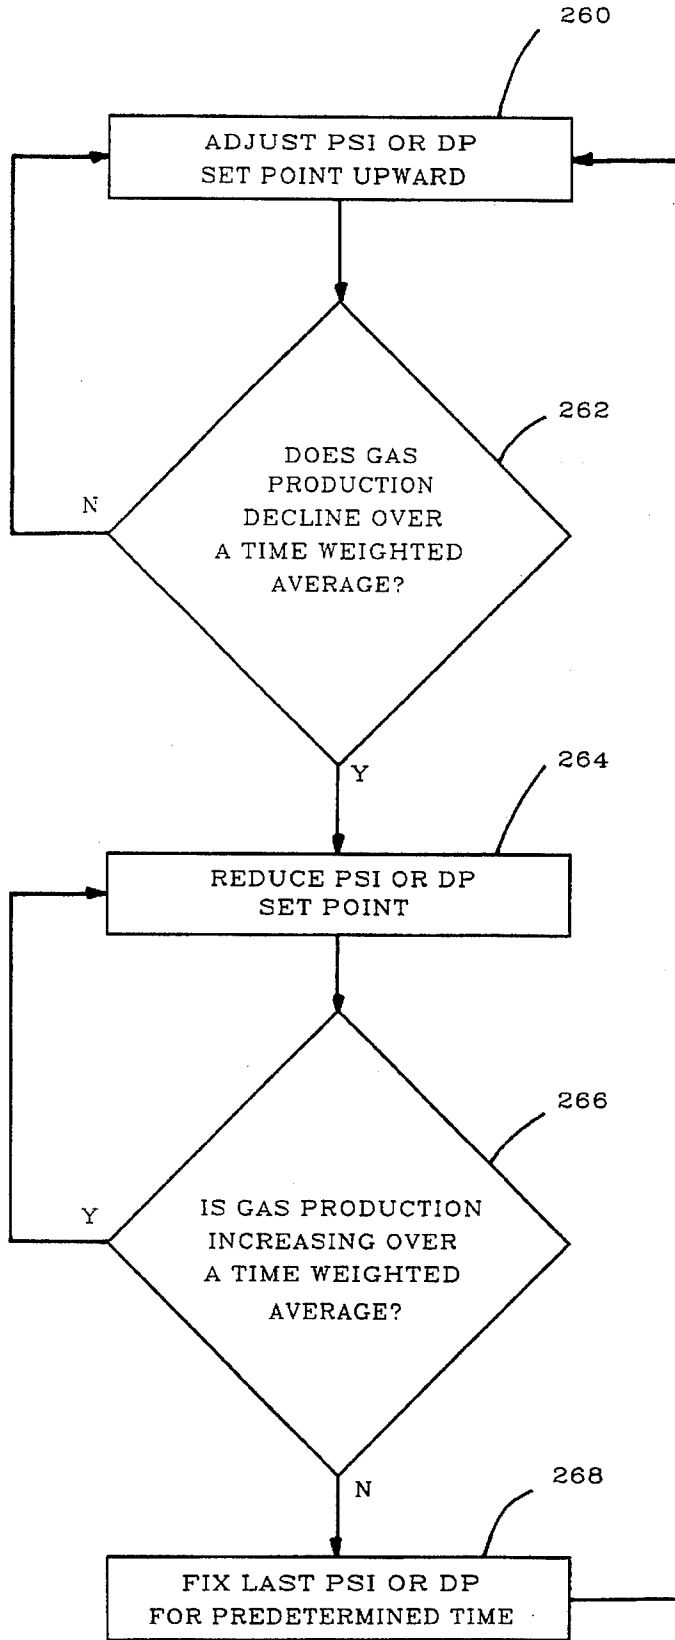 260
ADJUST PSI OR DP
SET POINT UPWARD
262
DOES GAS
PRODUCTION
DECLINE OVER
A TIME WEIGHTED
AVERAGE?
N
Y
264
REDUCE PSI OR DP
SET POINT
266
IS GAS PRODUCTION
INCREASING OVER
A TIME WEIGHTED
AVERAGE?
Y
N
268
FIX LAST PSI OR DP
FOR PREDETERMINED TIME